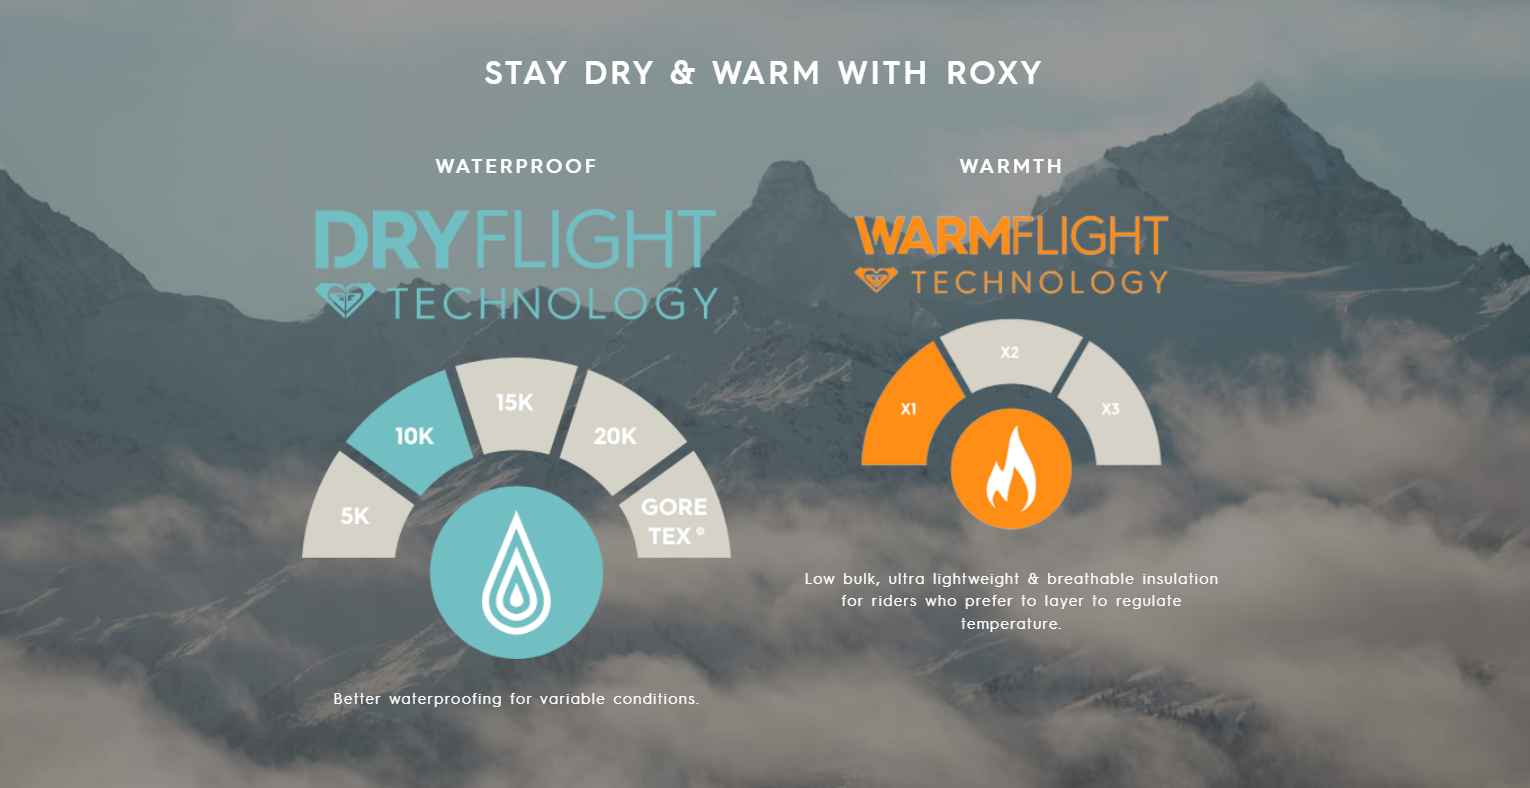 STAY DRY & WARM WITH ROXY
WATERPROOF
DRYFLIGHT
TECHNOLOGY
5K
10K
15K
20K
GORE
TEX ®
Better waterproofing for variable conditions.
WARMTH
WARMFLIGHT
TECHNOLOGY
X1
X2
X3
Low bulk, ultra lightweight & breathable insulation
for riders who prefer to layer to regulate
temperature.